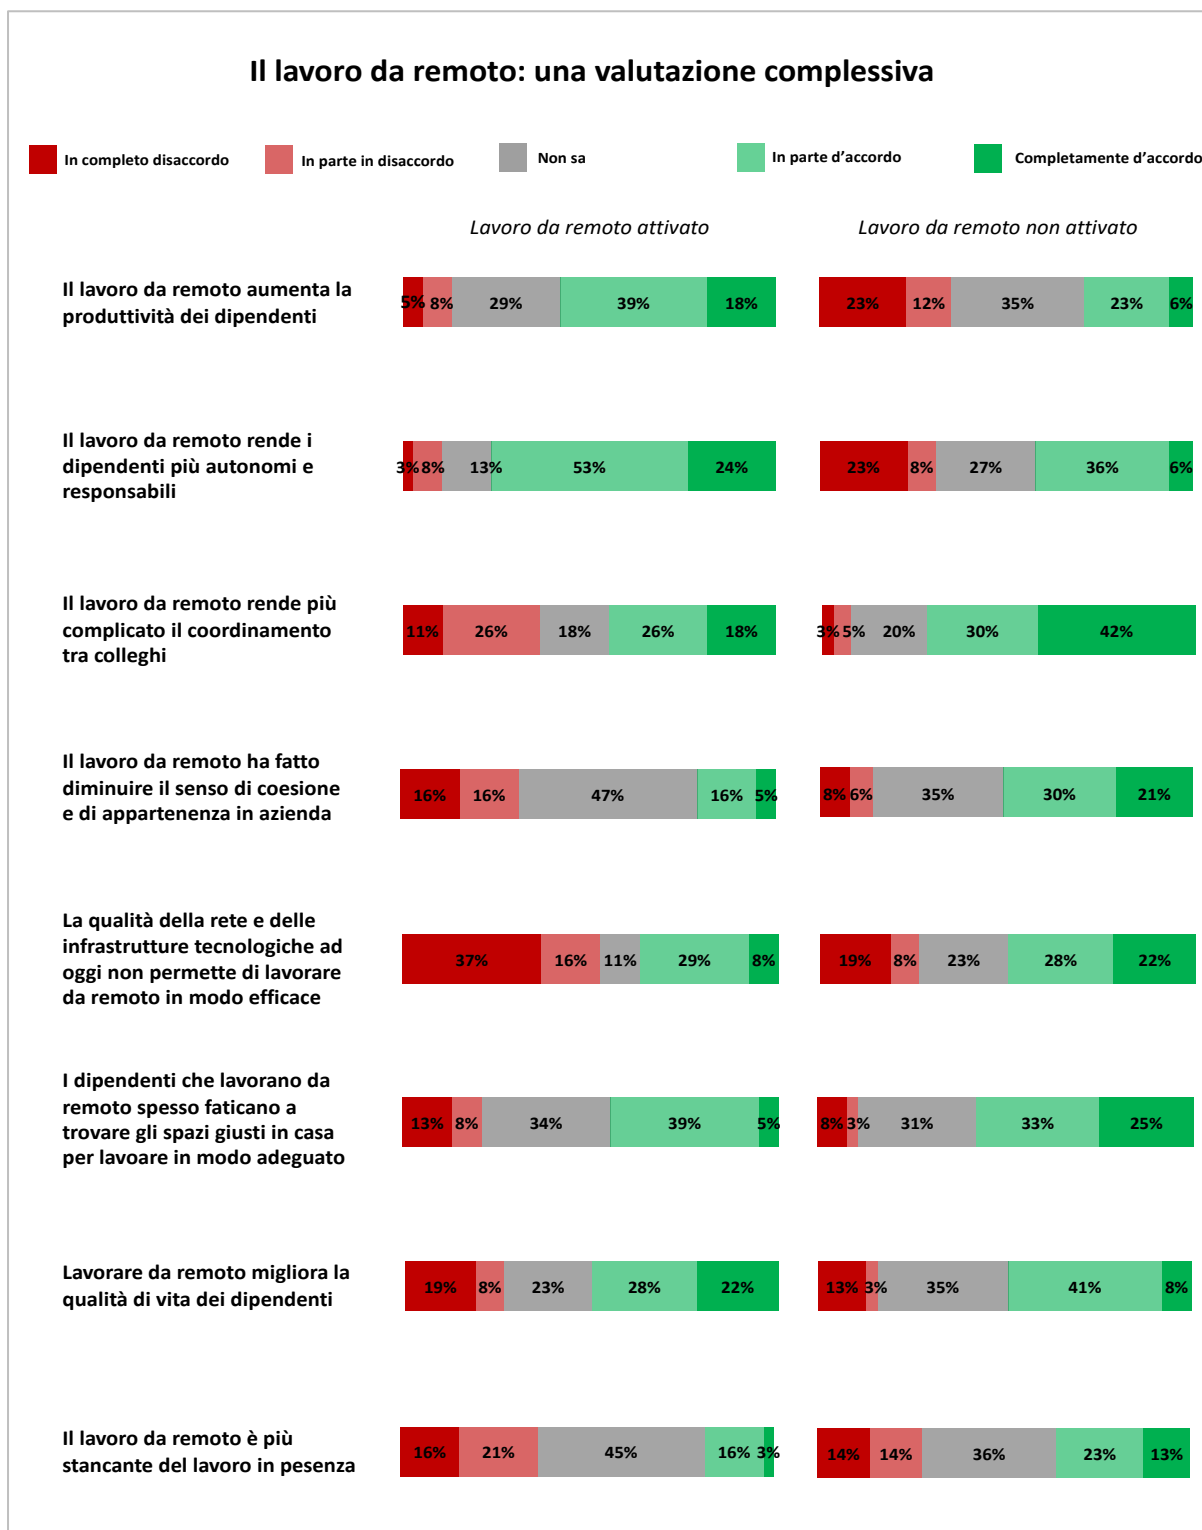 Il lavoro da remoto: una valutazione complessiva
In completo disaccordo
In parte in disaccordo
Non sa
In parte d’accordo
Completamente d’accordo
Lavoro da remoto attivato
Lavoro da remoto non attivato
Il lavoro da remoto aumenta la
produttività dei dipendenti
5% 8% 29% 39% 18%
23% 12% 35% 23% 6%
Il lavoro da remoto rende i
dipendenti più autonomi e
responsabili
3% 8% 13% 53% 24%
23% 8% 27% 36% 6%
Il lavoro da remoto rende più
complicato il coordinamento
tra colleghi
11% 26% 18% 26% 18%
3% 5% 20% 30% 42%
Il lavoro da remoto ha fatto
diminuire il senso di coesione
e di appartenenza in azienda
16% 16% 47% 16% 5%
8% 6% 35% 30% 21%
La qualità della rete e delle
infrastrutture tecnologiche ad
oggi non permette di lavorare
da remoto in modo efficace
37% 16% 11% 29% 8%
19% 8% 23% 28% 22%
I dipendenti che lavorano da
remoto spesso faticano a
trovare gli spazi giusti in casa
per lavoare in modo adeguato
13% 8% 34% 39% 5%
8% 3% 31% 33% 25%
Lavorare da remoto migliora la
qualità di vita dei dipendenti
19% 8% 23% 28% 22%
13% 3% 35% 41% 8%
Il lavoro da remoto è più
stancante del lavoro in pesenza
16% 21% 45% 16% 3%
14% 14% 36% 23% 13%